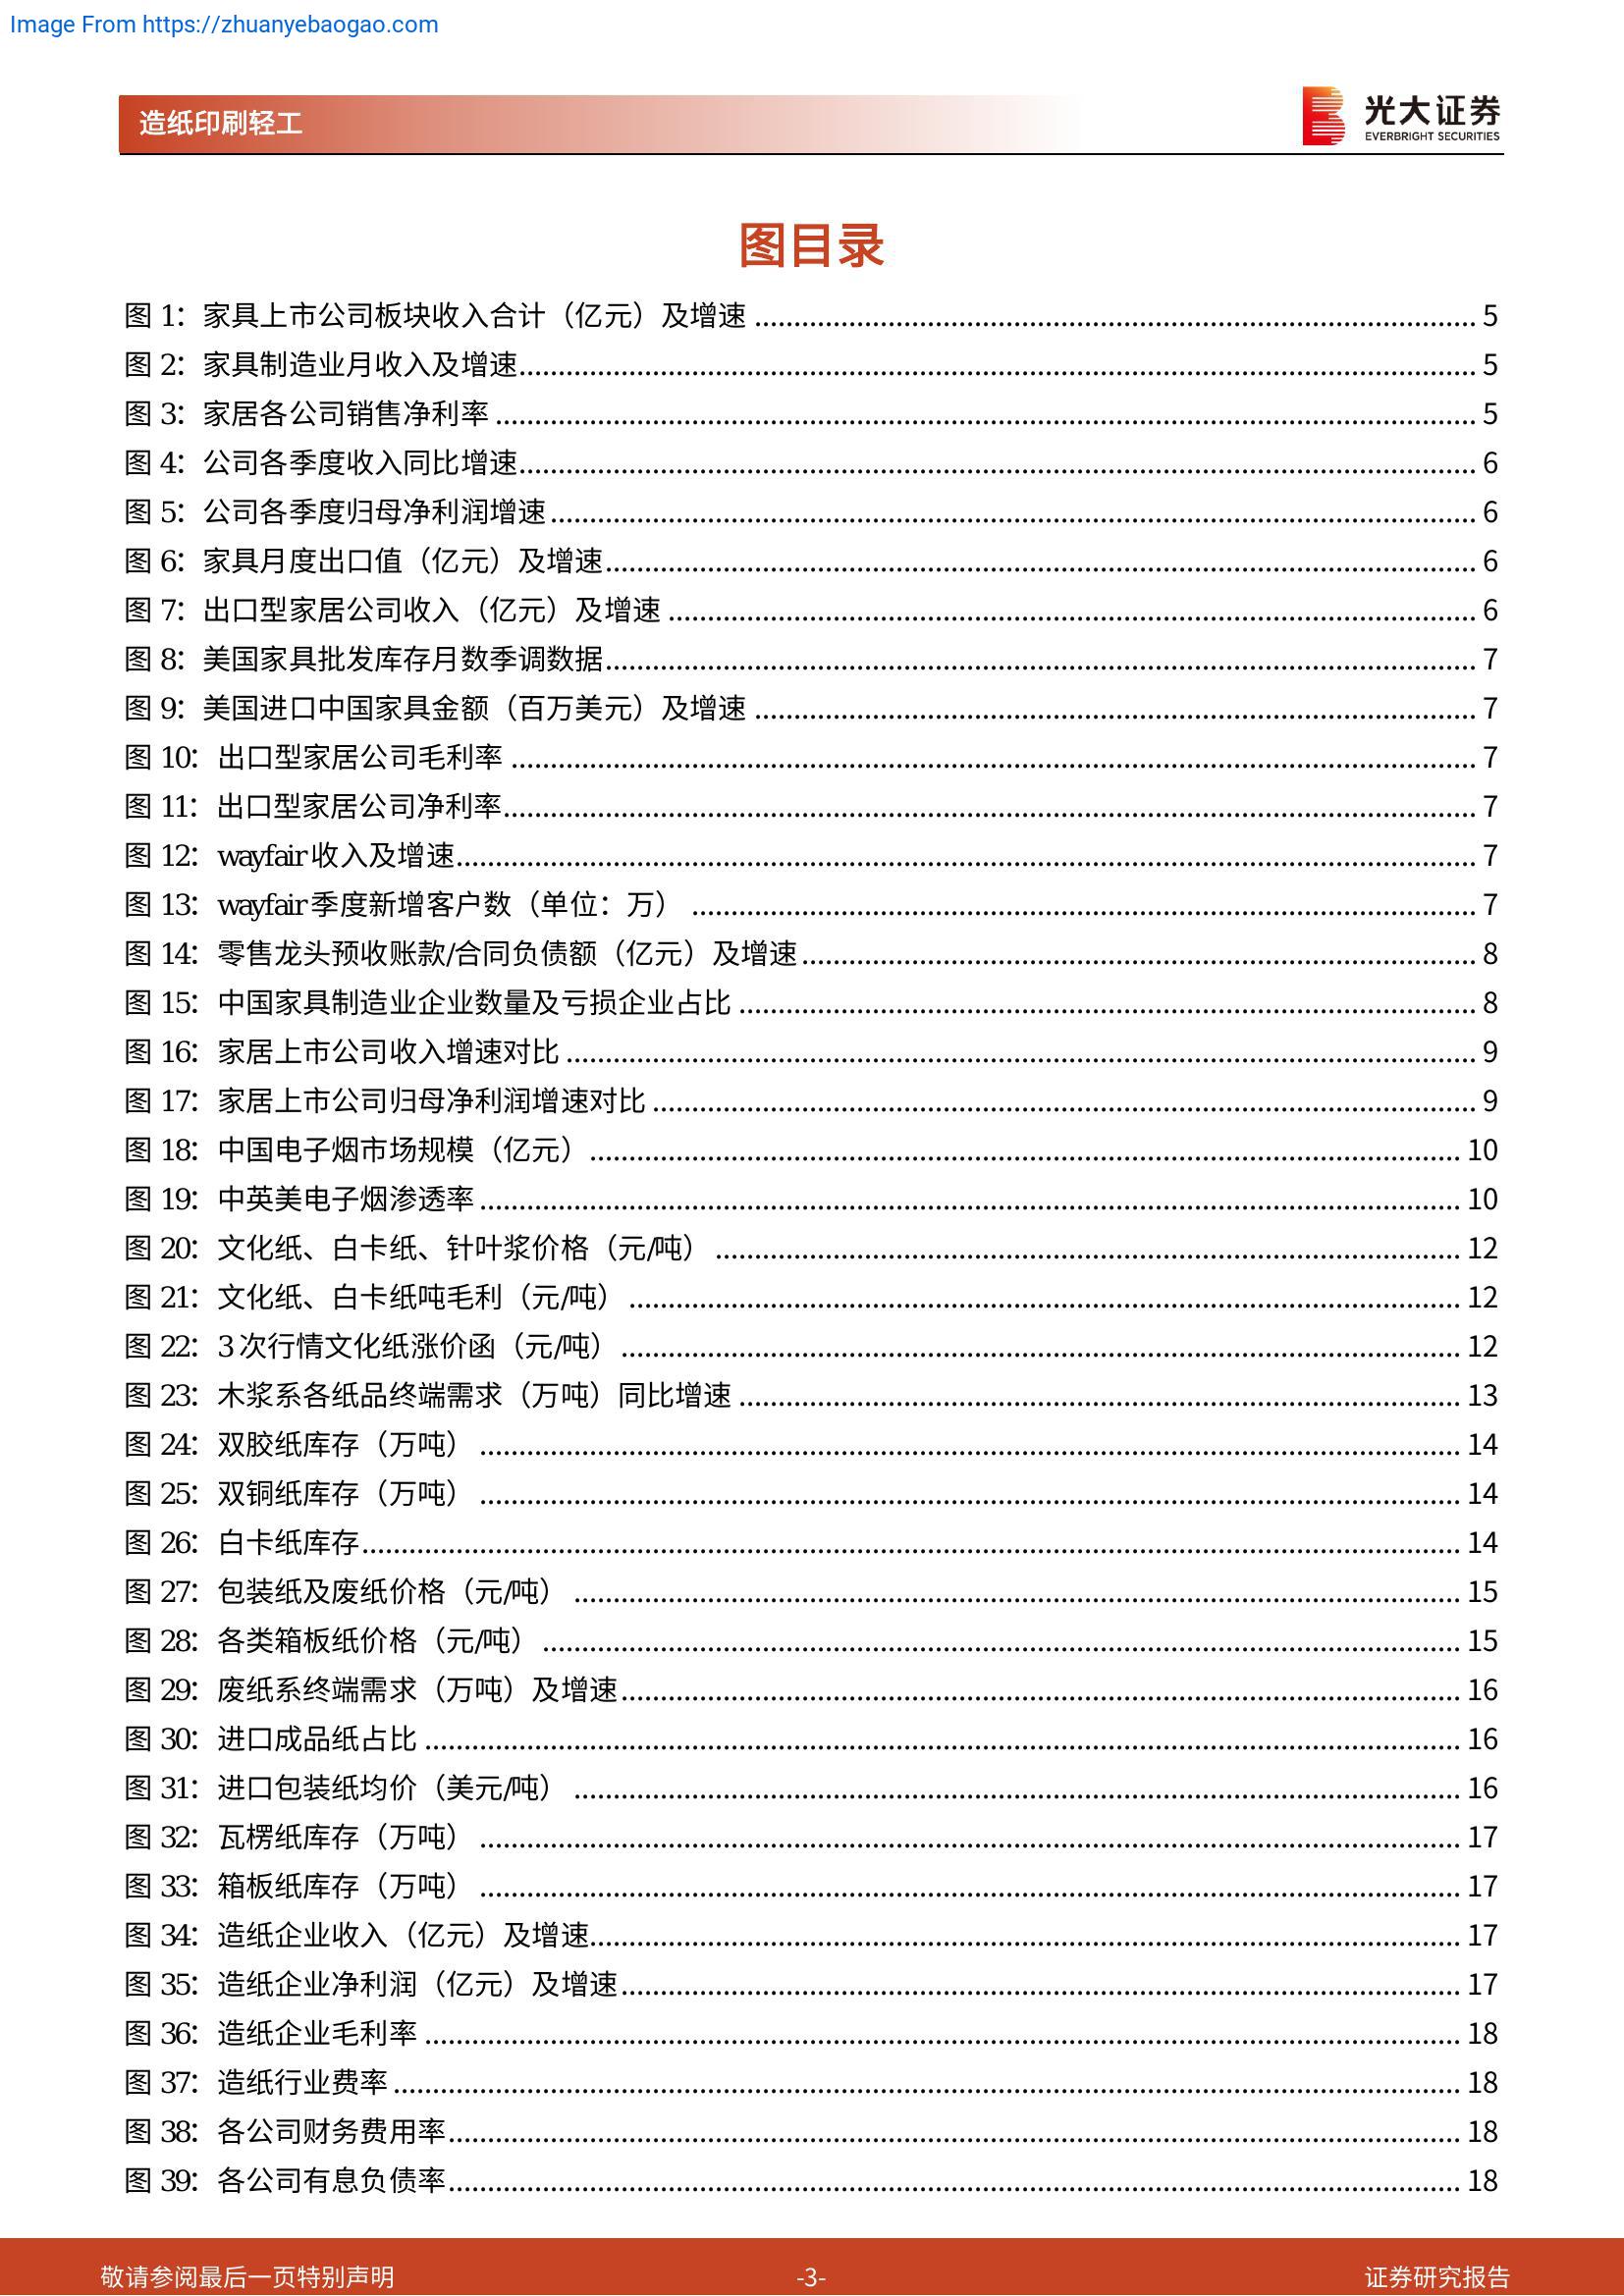 Image From https://zhuanyebaogao.com
造纸印刷轻工
光大证券
EVERBRIGHT SECURITIES
图目录
图 1：家具上市公司板块收入合计（亿元）及增速 ........ 5
图 2：家具制造业月收入及增速........ 5
图 3：家居各公司销售净利率 ........ 5
图 4：公司各季度收入同比增速........ 6
图 5：公司各季度归母净利润增速........ 6
图 6：家具月度出口值（亿元）及增速........ 6
图 7：出口型家居公司收入（亿元）及增速 ........ 6
图 8：美国家具批发库存月数季调数据........ 7
图 9：美国进口中国家具金额（百万美元）及增速 ........ 7
图 10：出口型家居公司毛利率 ........ 7
图 11：出口型家居公司净利率........ 7
图 12：wayfair 收入及增速........ 7
图 13：wayfair 季度新增客户数（单位：万） ........ 7
图 14：零售龙头预收账款/合同负债额（亿元）及增速........ 8
图 15：中国家具制造业企业数量及亏损企业占比 ........ 8
图 16：家居上市公司收入增速对比 ........ 9
图 17：家居上市公司归母净利润增速对比 ........ 9
图 18：中国电子烟市场规模（亿元） ........ 10
图 19：中英美电子烟渗透率 ........ 10
图 20：文化纸、白卡纸、针叶浆价格（元/吨） ........ 12
图 21：文化纸、白卡纸吨毛利（元/吨） ........ 12
图 22：3 次行情文化纸涨价函（元/吨） ........ 12
图 23：木浆系各纸品终端需求（万吨）同比增速 ........ 13
图 24：双胶纸库存（万吨） ........ 14
图 25：双铜纸库存（万吨） ........ 14
图 26：白卡纸库存........ 14
图 27：包装纸及废纸价格（元/吨） ........ 15
图 28：各类箱板纸价格（元/吨） ........ 15
图 29：废纸系终端需求（万吨）及增速........ 16
图 30：进口成品纸占比 ........ 16
图 31：进口包装纸均价（美元/吨） ........ 16
图 32：瓦楞纸库存（万吨） ........ 17
图 33：箱板纸库存（万吨） ........ 17
图 34：造纸企业收入（亿元）及增速........ 17
图 35：造纸企业净利润（亿元）及增速........ 17
图 36：造纸企业毛利率 ........ 18
图 37：造纸行业费率 ........ 18
图 38：各公司财务费用率........ 18
图 39：各公司有息负债率........ 18
敬请参阅最后一页特别声明
-3-
证券研究报告